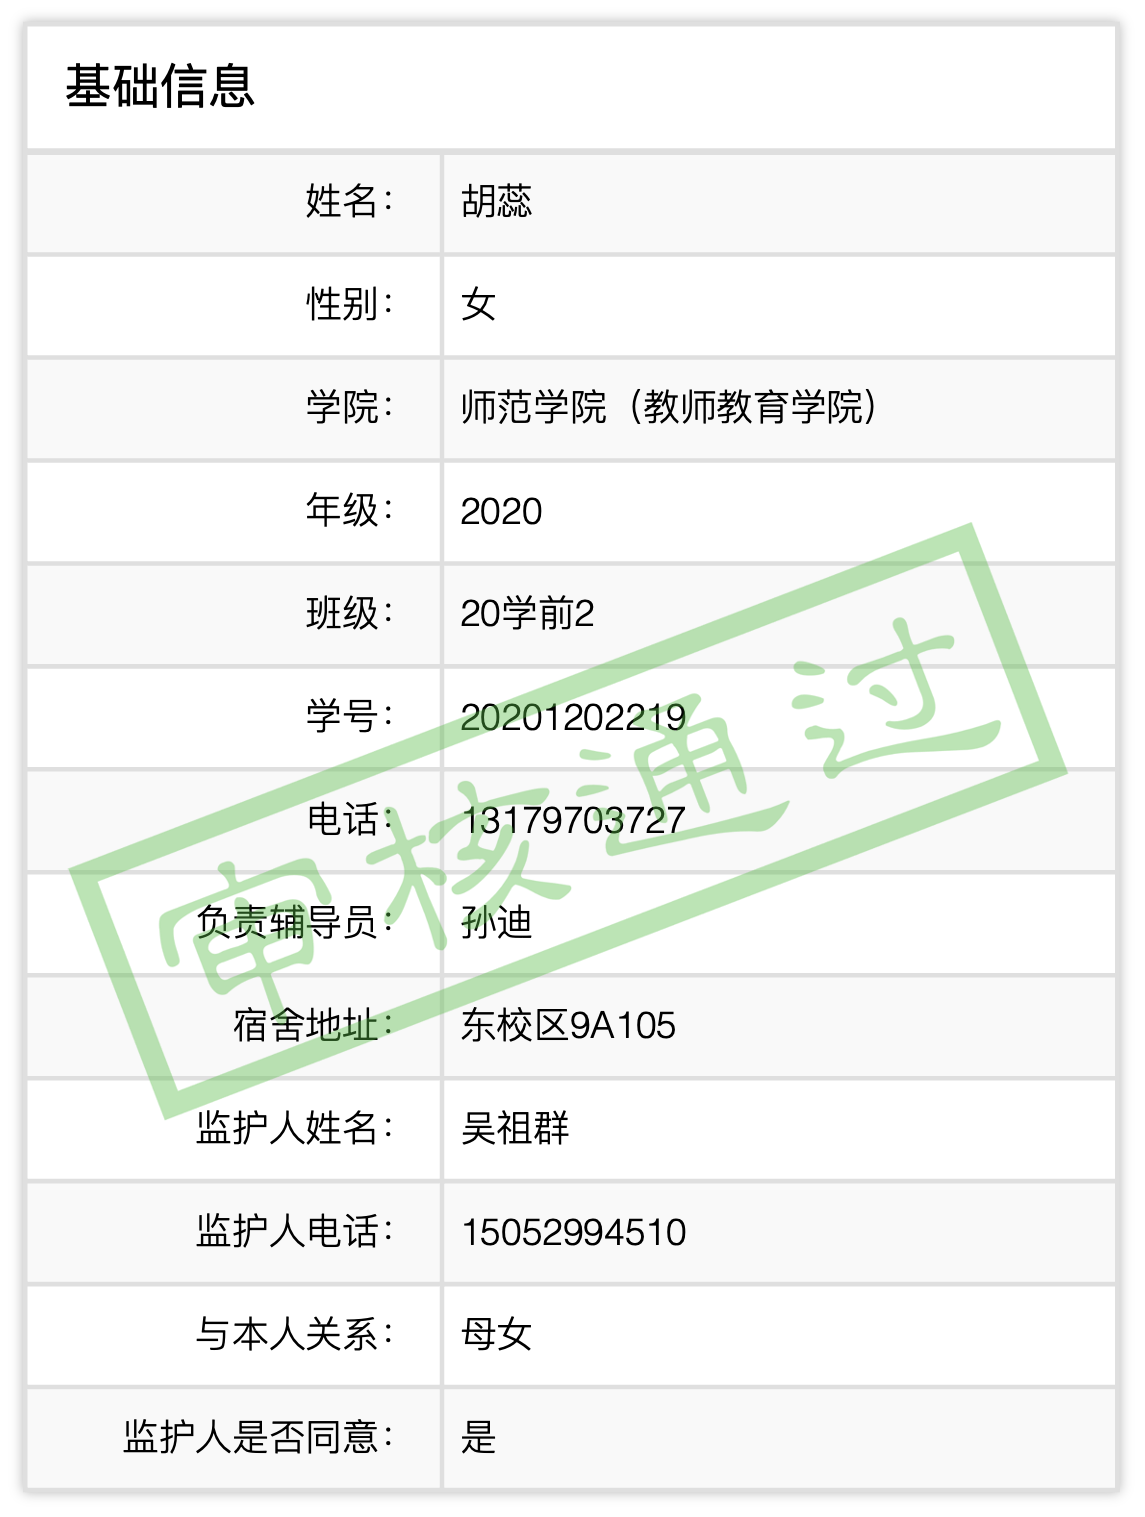 基础信息
姓名： 胡蕊
性别： 女
学院： 师范学院（教师教育学院）
年级： 2020
班级： 20学前2
学号： 20201202219
电话： 13179703727
负责辅导员： 孙迪
宿舍地址： 东校区9A105
监护人姓名： 吴祖群
监护人电话： 15052994510
与本人关系： 母女
监护人是否同意： 是
审核通过